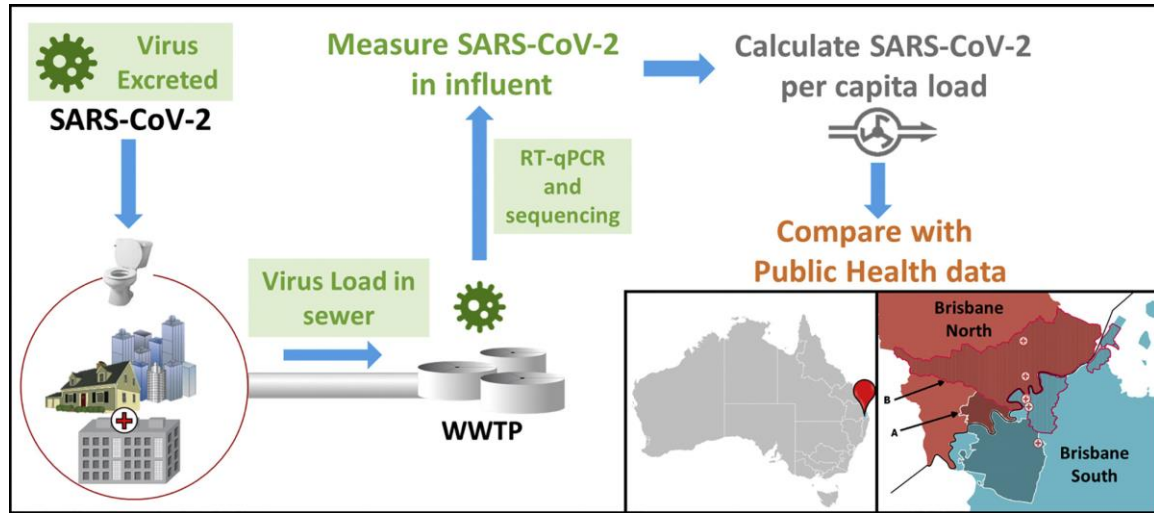 Virus
Excreted
SARS-CoV-2
Measure SARS-CoV-2
in influent
Calculate SARS-CoV-2
per capita load
RT-qPCR
and
sequencing
Virus Load in
sewer
WWTP
Compare with
Public Health data
Brisbane
North
B
A
Brisbane
South